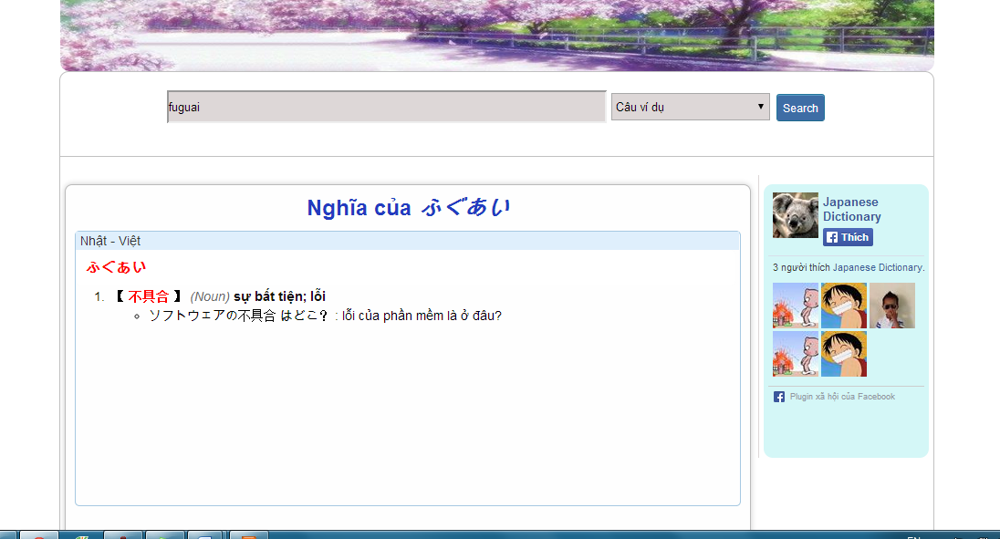 fuguai
Câu ví dụ
Search
Nghĩa của ふぐあい
Nhật - Việt
ふぐあい
1. 【 不具合 】 (Noun) sự bất tiện; lỗi
ソフトウェアの不具合 はどこ? : lỗi của phần mềm là ở đâu?
Japanese
Dictionary
Thích
3 người thích Japanese Dictionary.
Plugin xã hội của Facebook